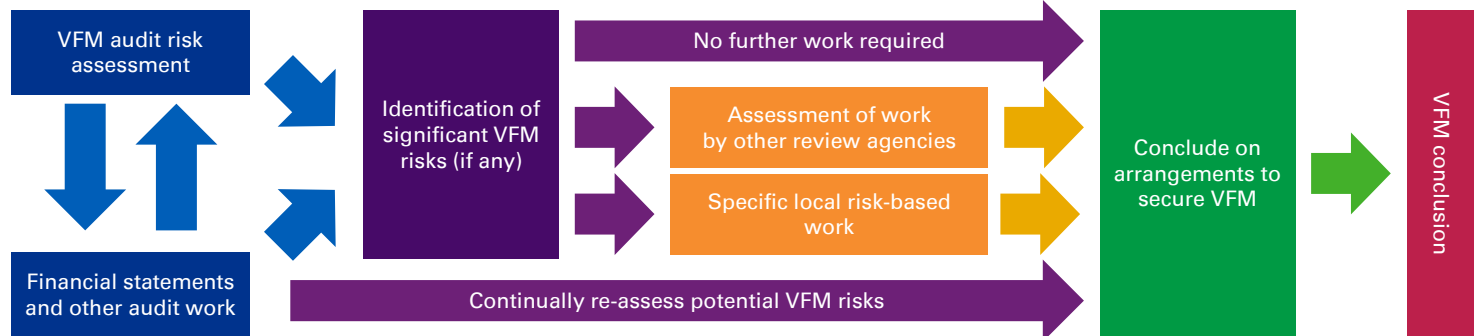 VFM audit risk
assessment
Financial statements
and other audit work
Identification of
significant VFM
risks (if any)
No further work required
Assessment of work
by other review agencies
Specific local risk-based
work
Continually re-assess potential VFM risks
Conclude on
arrangements to
secure VFM
VFM conclusion